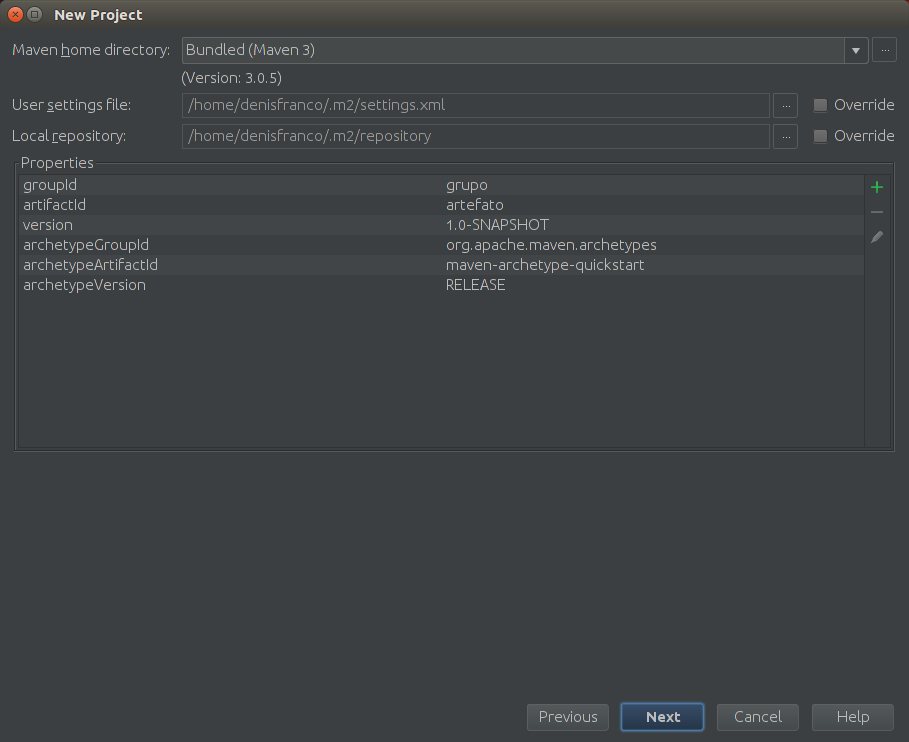 New Project
Maven home directory: Bundled (Maven 3) ...
(Version: 3.0.5)
User settings file: /home/denisfranco/.m2/settings.xml ... Override
Local repository: /home/denisfranco/.m2/repository ... Override
Properties
groupId grupo
artifactId artefato
version 1.0-SNAPSHOT
archetypeGroupId org.apache.maven.archetypes
archetypeArtifactId maven-archetype-quickstart
archetypeVersion RELEASE
Previous Next Cancel Help